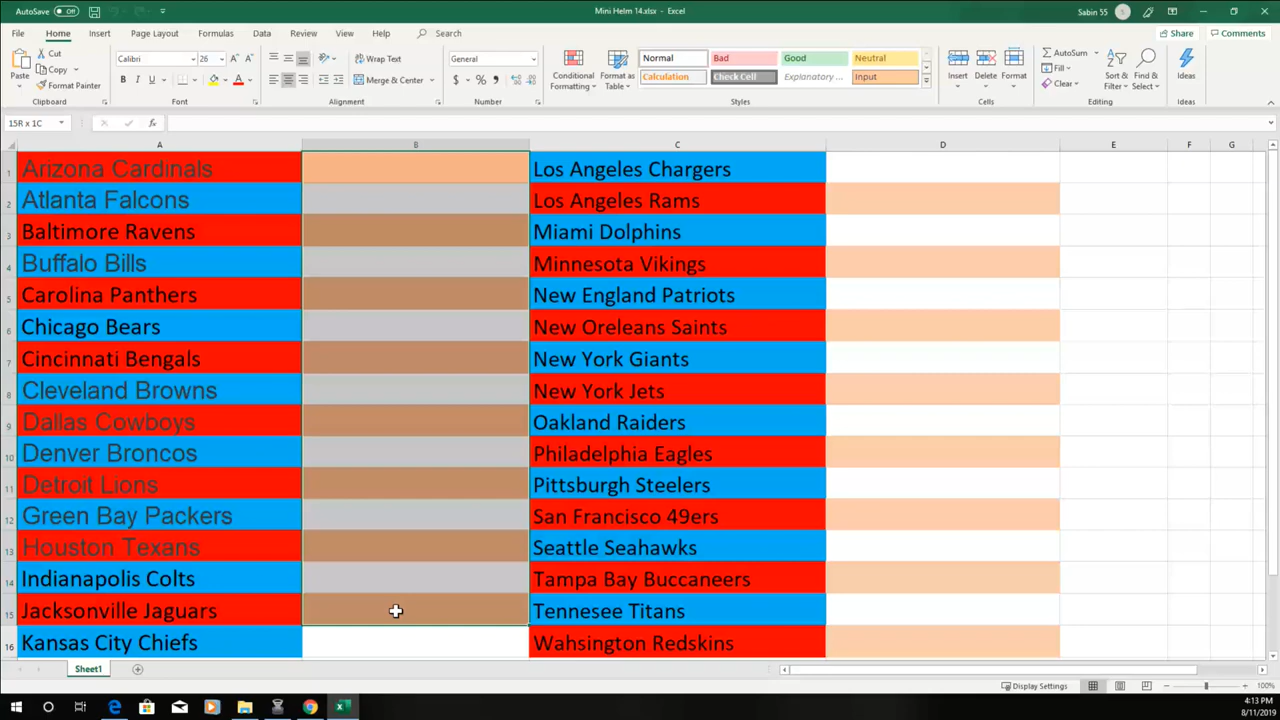 AutoSave Off Mini Helm 14.xlsx - Excel Sabin 55
File Home Insert Page Layout Formulas Data Review View Help Search Share Comments
Paste Cut Copy Format Painter Clipboard
Calibri 26 A A B I U A Font
Wrap Text Merge & Center Alignment
General $ % Number
Conditional Formatting Format as Table
Normal Bad Good Neutral
Calculation Check Cell Explanatory ... Input
Styles
Insert Delete Format Cells
AutoSum Fill Clear Sort & Filter Find & Select Editing
Ideas Ideas
15R x 1C fx
A B C D E F G
1 Arizona Cardinals Los Angeles Chargers
2 Atlanta Falcons Los Angeles Rams
3 Baltimore Ravens Miami Dolphins
4 Buffalo Bills Minnesota Vikings
5 Carolina Panthers New England Patriots
6 Chicago Bears New Oreleans Saints
7 Cincinnati Bengals New York Giants
8 Cleveland Browns New York Jets
9 Dallas Cowboys Oakland Raiders
10 Denver Broncos Philadelphia Eagles
11 Detroit Lions Pittsburgh Steelers
12 Green Bay Packers San Francisco 49ers
13 Houston Texans Seattle Seahawks
14 Indianapolis Colts Tampa Bay Buccaneers
15 Jacksonville Jaguars Tennesee Titans
16 Kansas City Chiefs Wahsington Redskins
Sheet1
Display Settings 100%
4:13 PM
8/11/2019